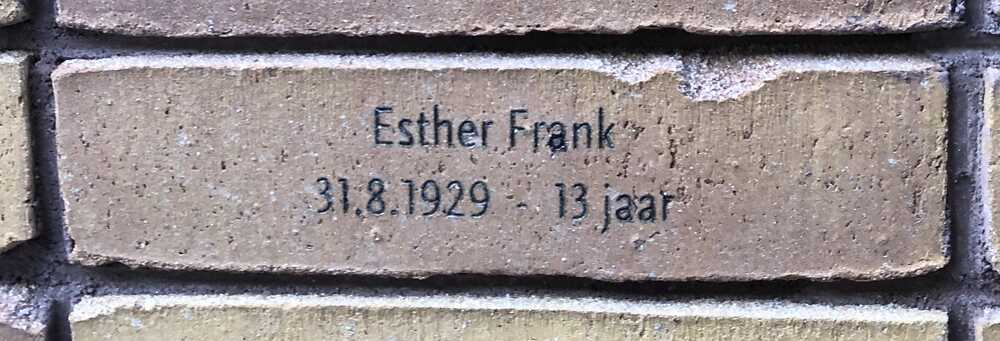 Esther Frank
31.8.1929 - 13 jaar